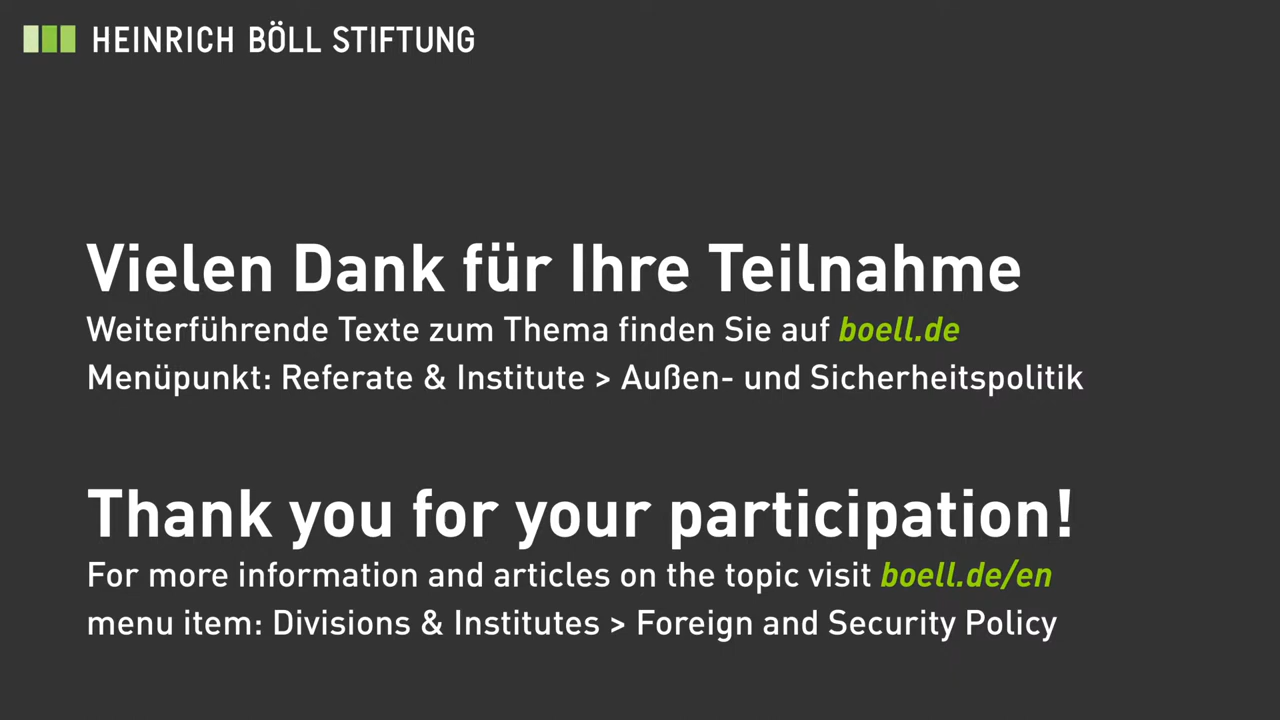 HEINRICH BÖLL STIFTUNG
Vielen Dank für Ihre Teilnahme
Weiterführende Texte zum Thema finden Sie auf boell.de
Menüpunkt: Referate & Institute > Außen- und Sicherheitspolitik
Thank you for your participation!
For more information and articles on the topic visit boell.de/en
menu item: Divisions & Institutes > Foreign and Security Policy